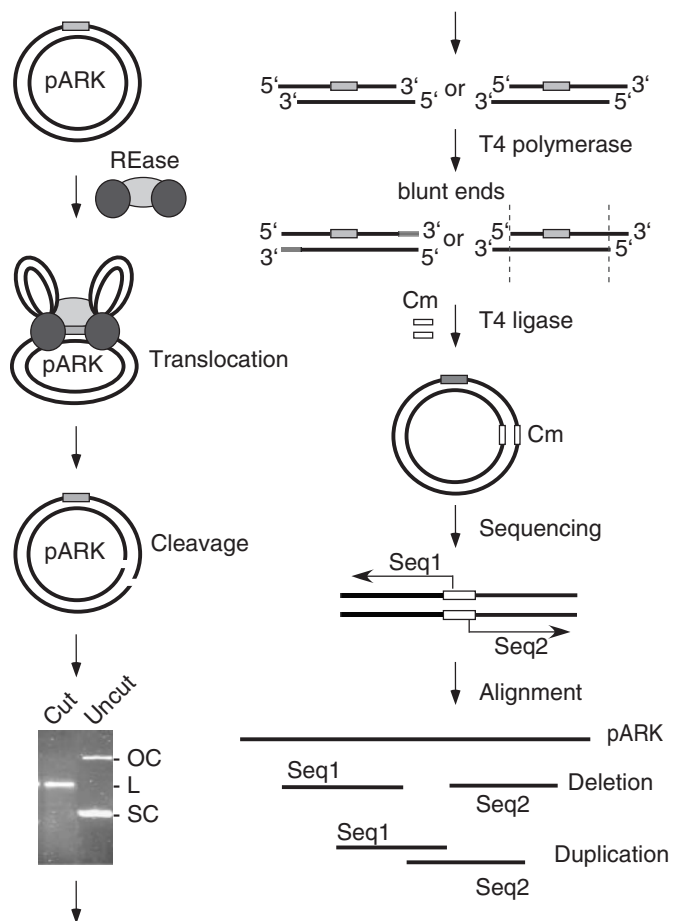 pARK
REase
pARK
Translocation
pARK
Cleavage
Cut Uncut
OC
L
SC
5‘ 3‘ or 5‘ 3‘
3‘ 5‘ 3‘ 5‘
T4 polymerase
blunt ends
5‘ 3‘ or 5‘ 3‘
3‘ 5‘ 3‘ 5‘
Cm
T4 ligase
Cm
Sequencing
Seq1
Seq2
Alignment
pARK
Seq1
Deletion
Seq2
Seq1
Duplication
Seq2